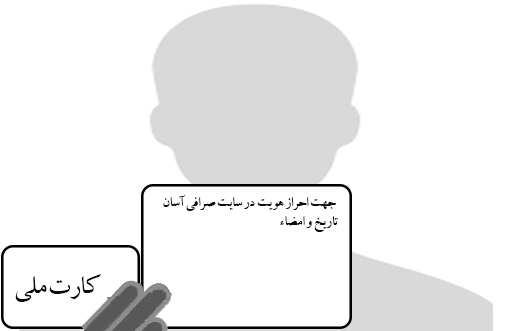 جهت احراز هویت در سایت صرافی آسان
تاریخ و امضاء
کارت ملی